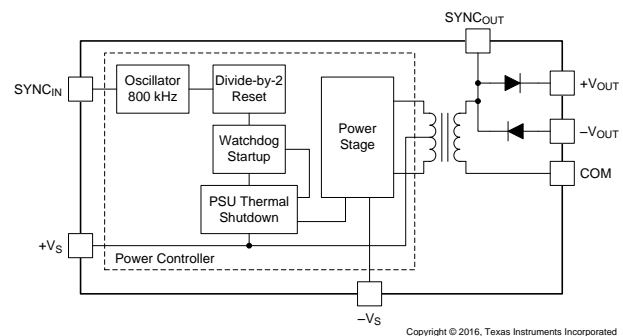 SYNCOUT
SYNCIN
Oscillator
800 kHz
Divide-by-2
Reset
Watchdog
Startup
PSU Thermal
Shutdown
Power
Stage
+VOUT
–VOUT
COM
+VS
Power Controller
–VS
Copyright © 2016, Texas Instruments Incorporated